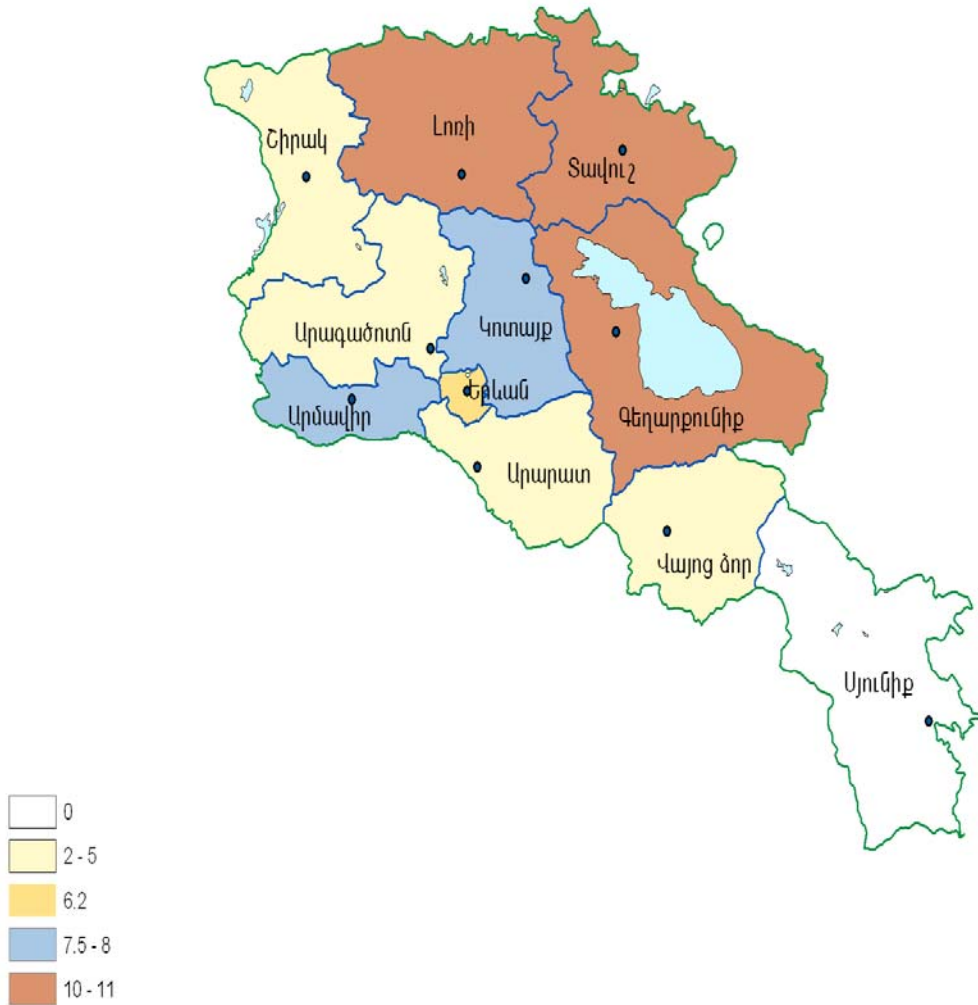 Լոռի
Շիրակ
Տավուշ
Արագածոտն
Կոտայք
Երևան
Արմավիր
Գեղարքունիք
Արարատ
Վայոց ձոր
Սյունիք
0
2 - 5
6.2
7.5 - 8
10 - 11